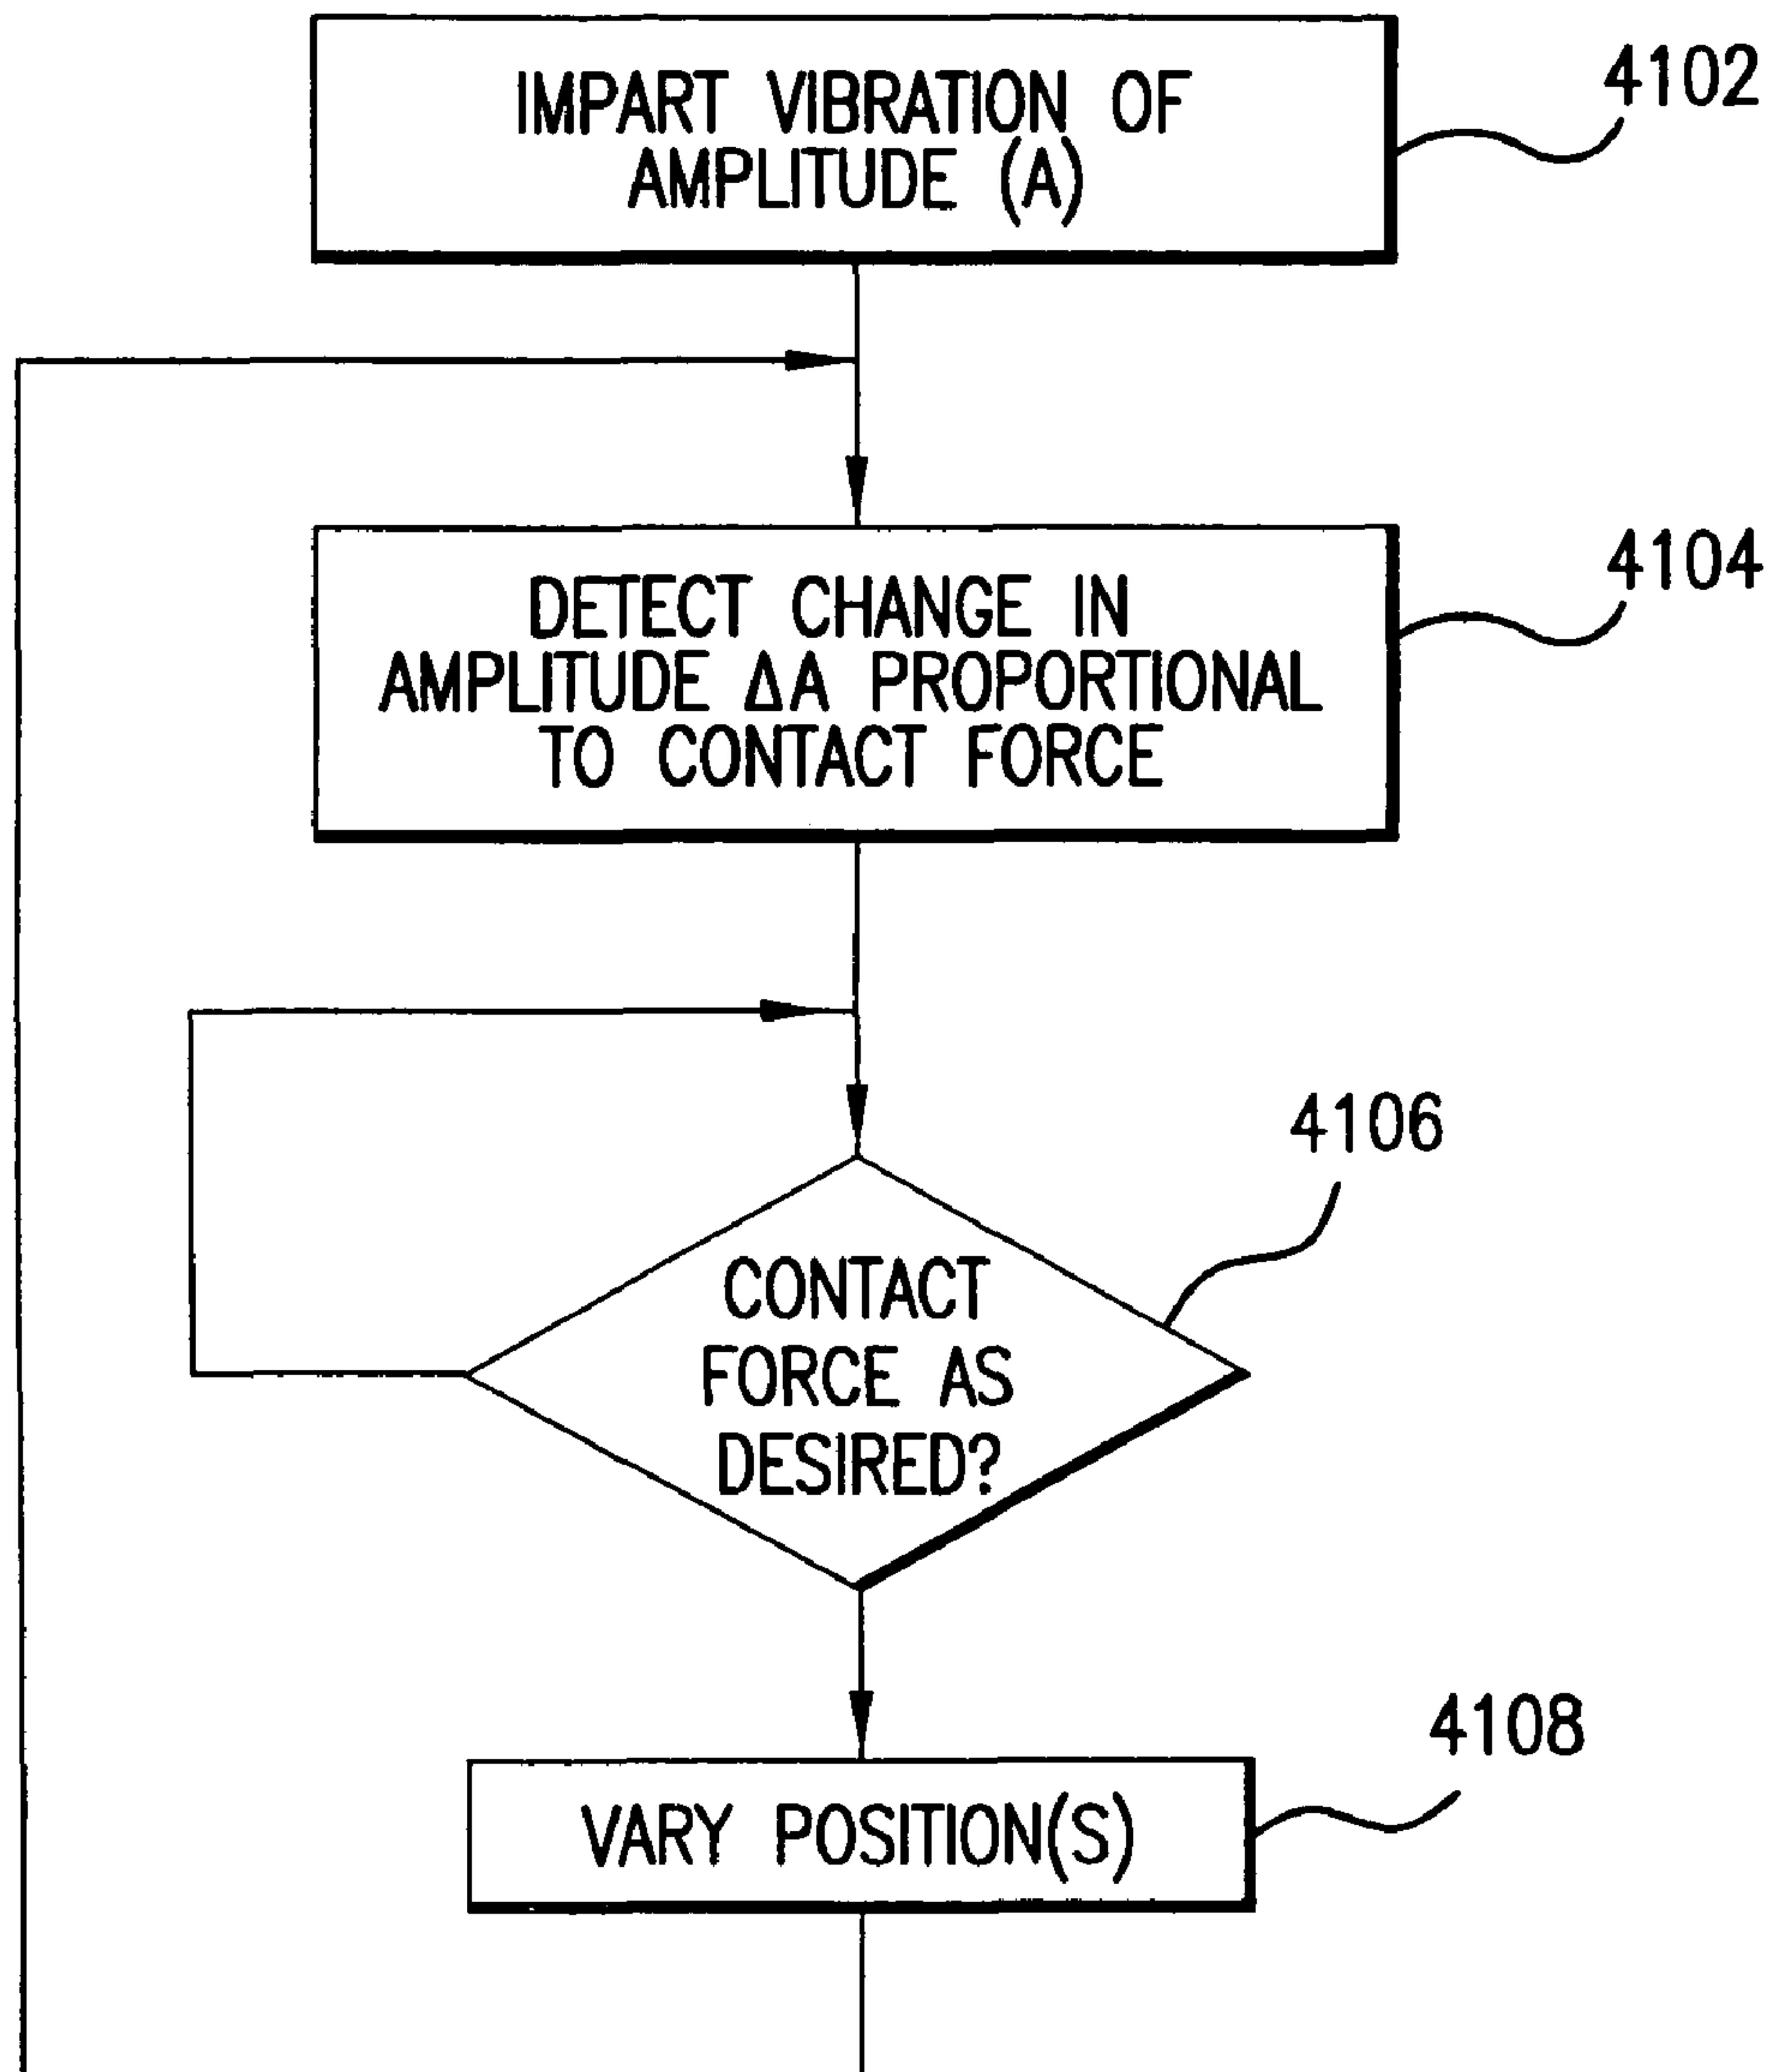 IMPART VIBRATION OF
AMPLITUDE (A)
4102
DETECT CHANGE IN
AMPLITUDE ΔA PROPORTIONAL
TO CONTACT FORCE
4104
4106
CONTACT
FORCE AS
DESIRED?
4108
VARY POSITION(S)